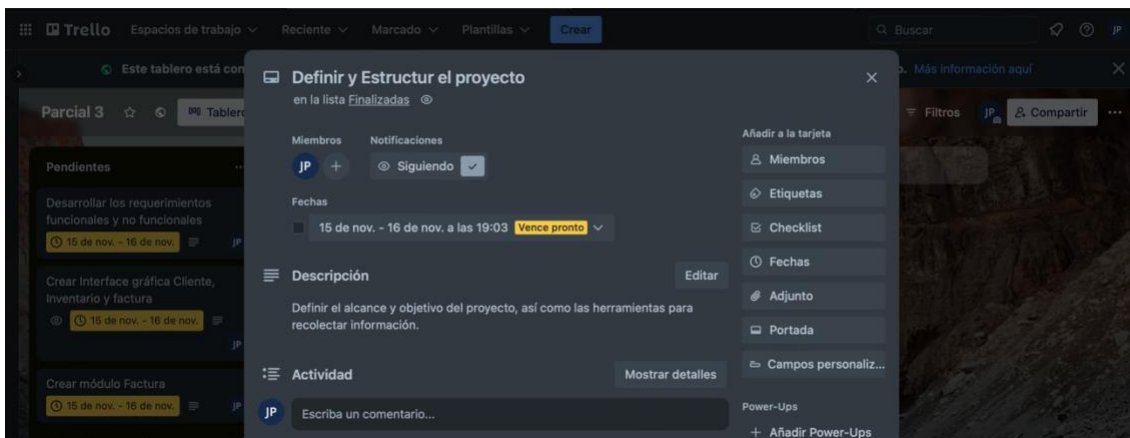 Trello Espacios de trabajo Reciente Marcado Plantillas Crear Buscar JP
Este tablero está con
o. Más información aquí
Parcial 3 Tablero Filtros JP Compartir
Definir y Estructur el proyecto
en la lista Finalizadas
Miembros
JP
Notificaciones
Siguiendo
Fechas
15 de nov. - 16 de nov. a las 19:03 Vence pronto
Descripción
Editar
Definir el alcance y objetivo del proyecto, así como las herramientas para
recolectar información.
Actividad
Mostrar detalles
JP Escriba un comentario...
Añadir a la tarjeta
Miembros
Etiquetas
Checklist
Fechas
Adjunto
Portada
Campos personaliz...
Power-Ups
Añadir Power-Ups
Pendientes
Desarrollar los requerimientos
funcionales y no funcionales
15 de nov. - 16 de nov. JP
Crear Interface gráfica Cliente,
Inventario y factura
15 de nov. - 16 de nov.
JP
Crear módulo Factura
15 de nov. - 16 de nov. JP